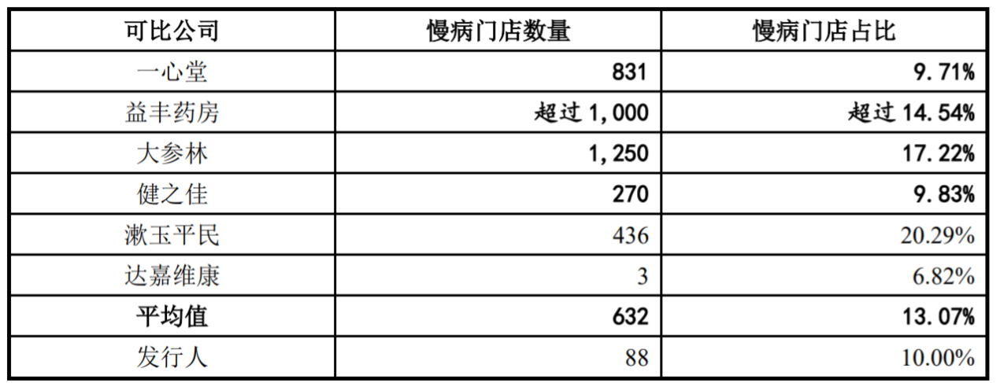 可比公司 慢病门店数量 慢病门店占比
一心堂 831 9.71%
益丰药房 超过 1,000 超过 14.54%
大参林 1,250 17.22%
健之佳 270 9.83%
漱玉平民 436 20.29%
达嘉维康 3 6.82%
平均值 632 13.07%
发行人 88 10.00%